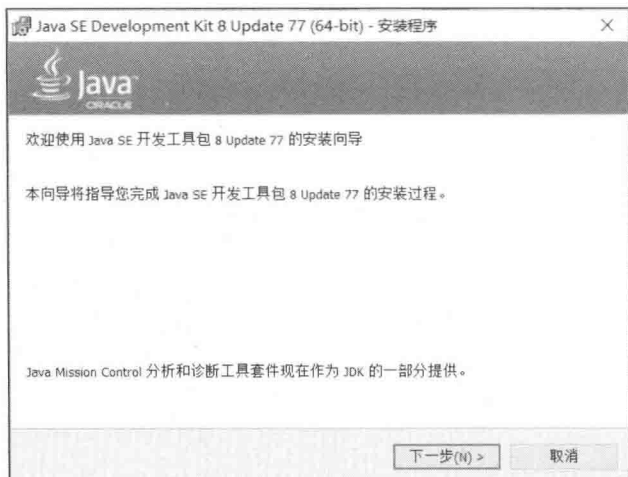 Java SE Development Kit 8 Update 77 (64-bit) - 安装程序
Java
ORACLE
欢迎使用 Java SE 开发工具包 8 Update 77 的安装向导
本向导将指导您完成 Java SE 开发工具包 8 Update 77 的安装过程。
Java Mission Control 分析和诊断工具套件现在作为 JDK 的一部分提供。
下一步(N) > 取消